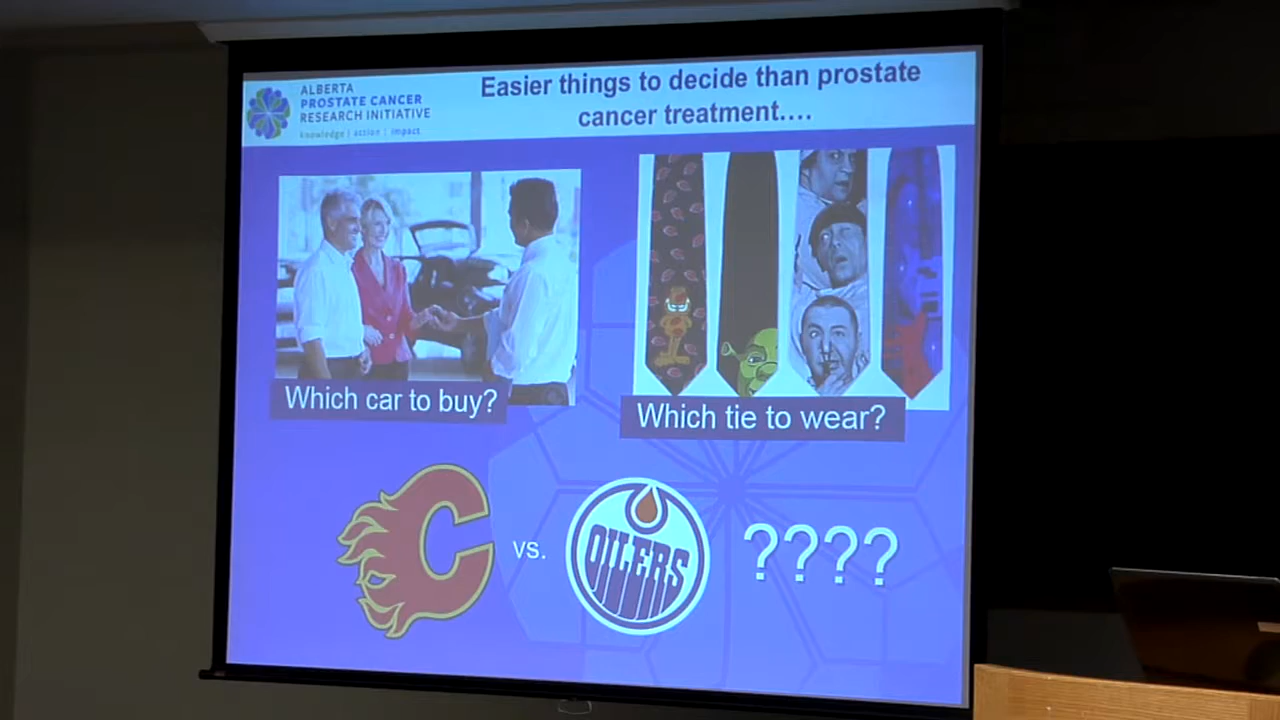 ALBERTA
PROSTATE CANCER
RESEARCH INITIATIVE
knowledge | action | impact
Easier things to decide than prostate
cancer treatment....
Which car to buy?
Which tie to wear?
C
vs.
OILERS
????